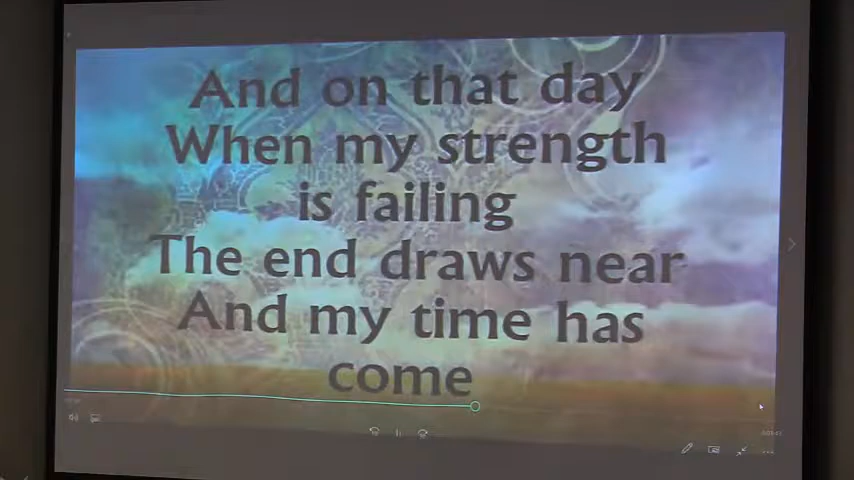 And on that day
When my strength
is failing
The end draws near
And my time has
come